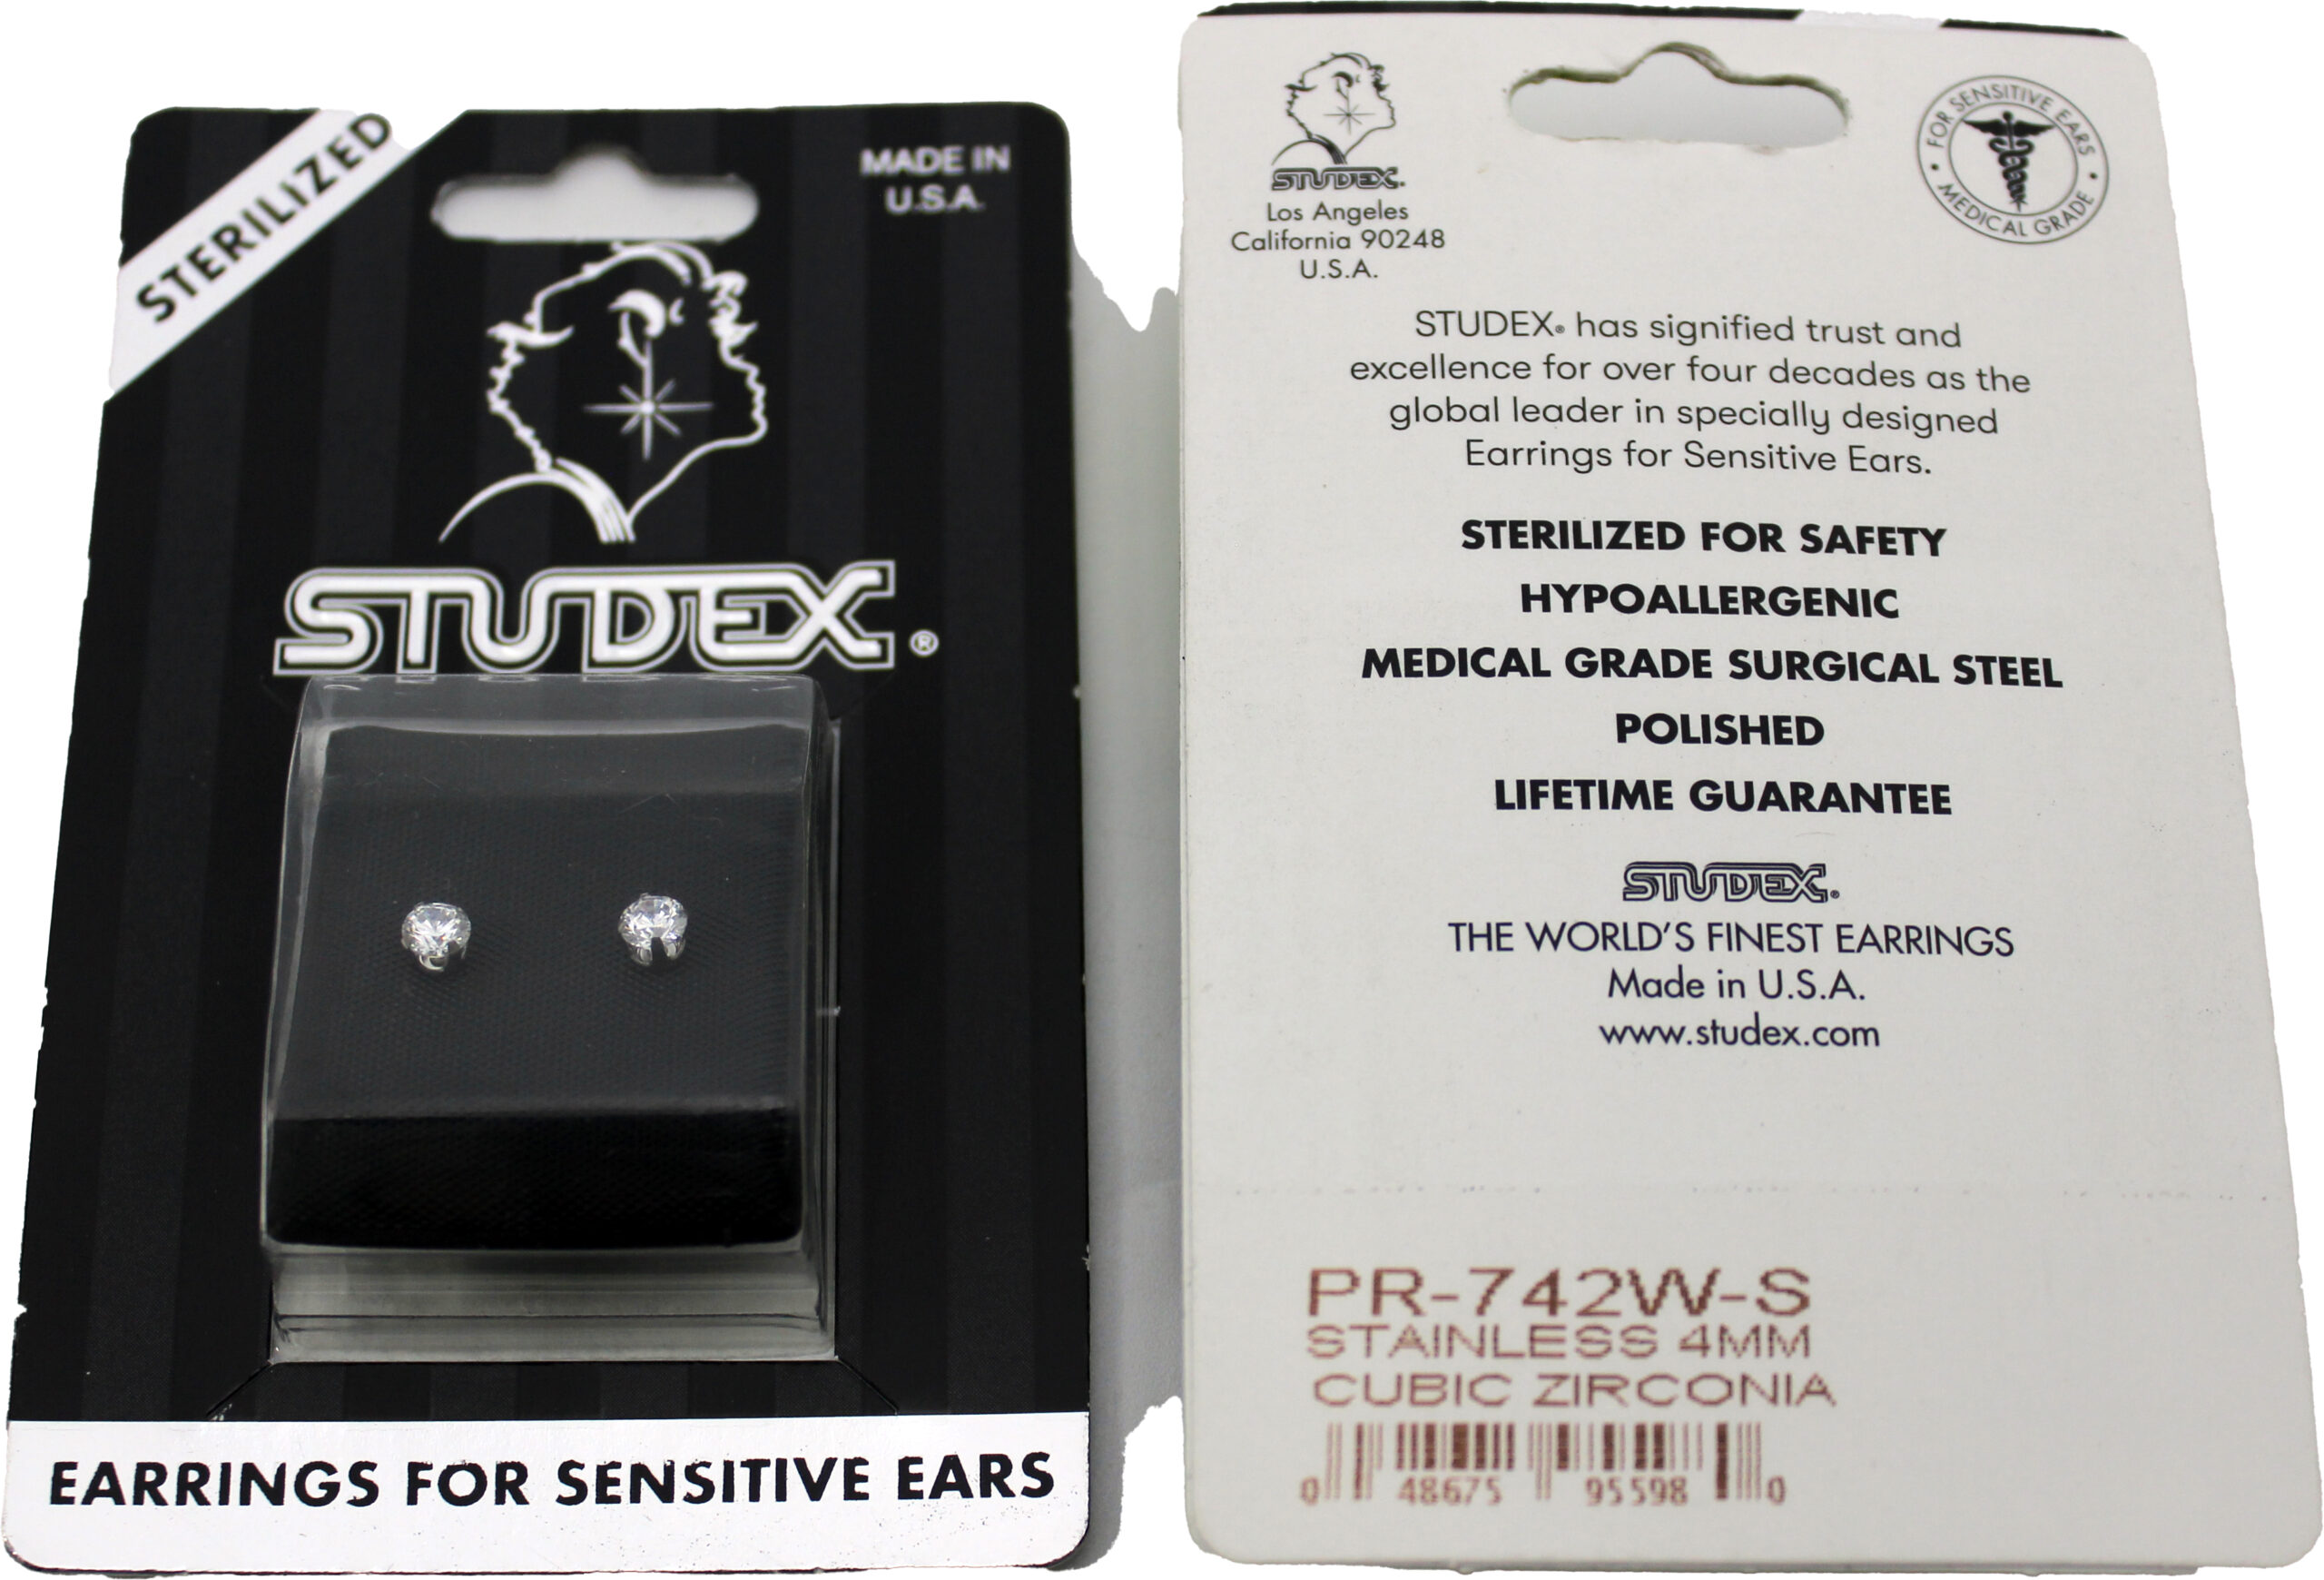 STERILIZED
MADE IN
U.S.A.
STUDEX®
EARRINGS FOR SENSITIVE EARS
STUDEX®
Los Angeles
California 90248
U.S.A.
• FOR SENSITIVE EARS •
MEDICAL GRADE
STUDEX® has signified trust and
excellence for over four decades as the
global leader in specially designed
Earrings for Sensitive Ears.
STERILIZED FOR SAFETY
HYPOALLERGENIC
MEDICAL GRADE SURGICAL STEEL
POLISHED
LIFETIME GUARANTEE
STUDEX®
THE WORLD'S FINEST EARRINGS
Made in U.S.A.
www.studex.com
PR-742W-S
STAINLESS 4MM
CUBIC ZIRCONIA
0 48675 95598 0